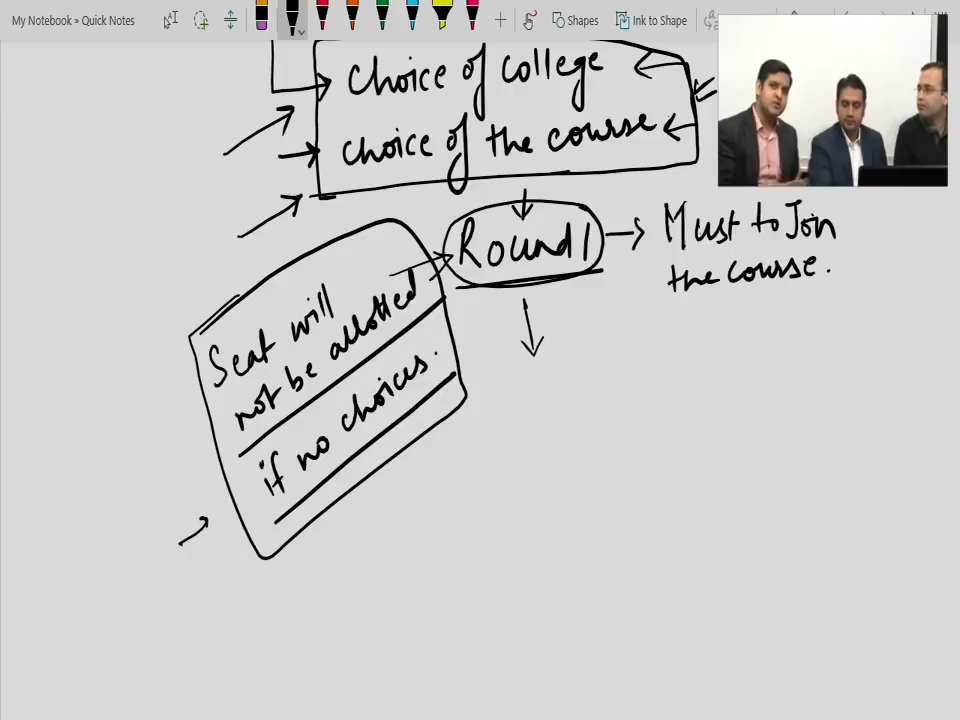 My Notebook » Quick Notes
Shapes
Ink to Shape
choice of college
choice of the course
Round 1
Must to Join
the course.
Seat will
not be allotted
if no choices.